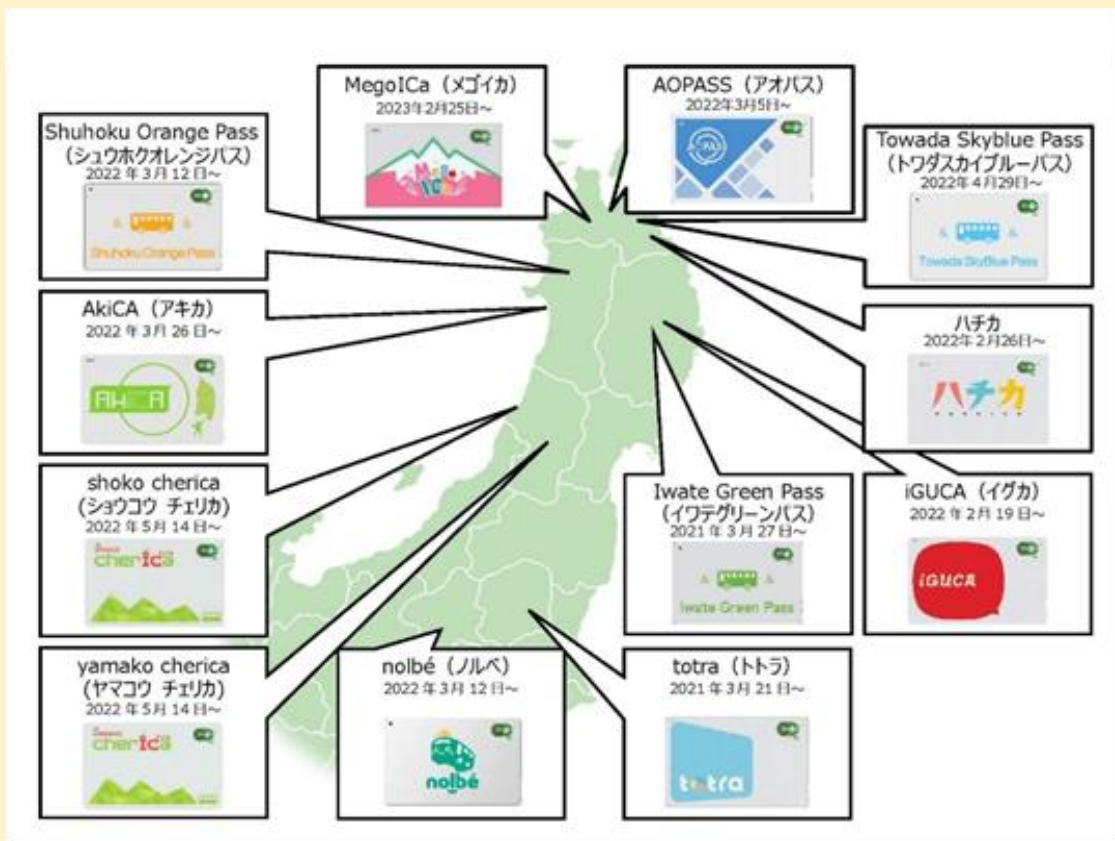 MegoICa（メゴイカ）
2023年2月25日～
Mego
ICa
AOPASS（アオパス）
2022年3月5日～
Shuhoku Orange Pass
（シュウホクオレンジパス）
2022年3月12日～
Shuhoku Orange Pass
Towada Skyblue Pass
（トワダスカイブルーパス）
2022年4月29日～
Towada SkyBlue Pass
AkiCA（アキカ）
2022年3月26日～
ハチカ
2022年2月26日～
ハチカ
shoko cherica
（ショウコウ チェリカ）
2022年5月14日～
cherica
Iwate Green Pass
（イワテグリーンパス）
2021年3月27日～
Iwate Green Pass
iGUCA（イグカ）
2022年2月19日～
iGUCA
yamako cherica
（ヤマコウ チェリカ）
2022年5月14日～
cherica
nolbé（ノルベ）
2022年3月12日～
nolbé
totra（トトラ）
2021年3月21日～
totra